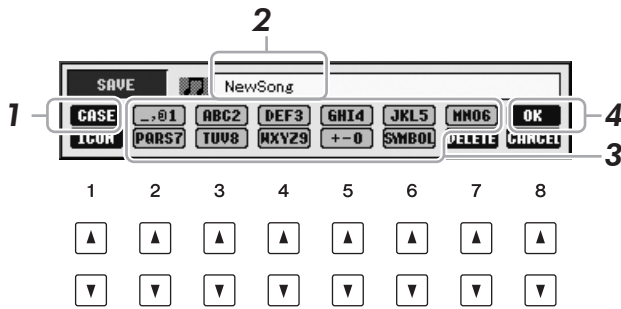 2
SAVE NewSong
1 CASE _,@1 ABC2 DEF3 GHI4 JKL5 MNO6 OK 4
ICON PQRS7 TUV8 WXYZ9 +-0 SYMBOL DELETE CANCEL
3
1 2 3 4 5 6 7 8